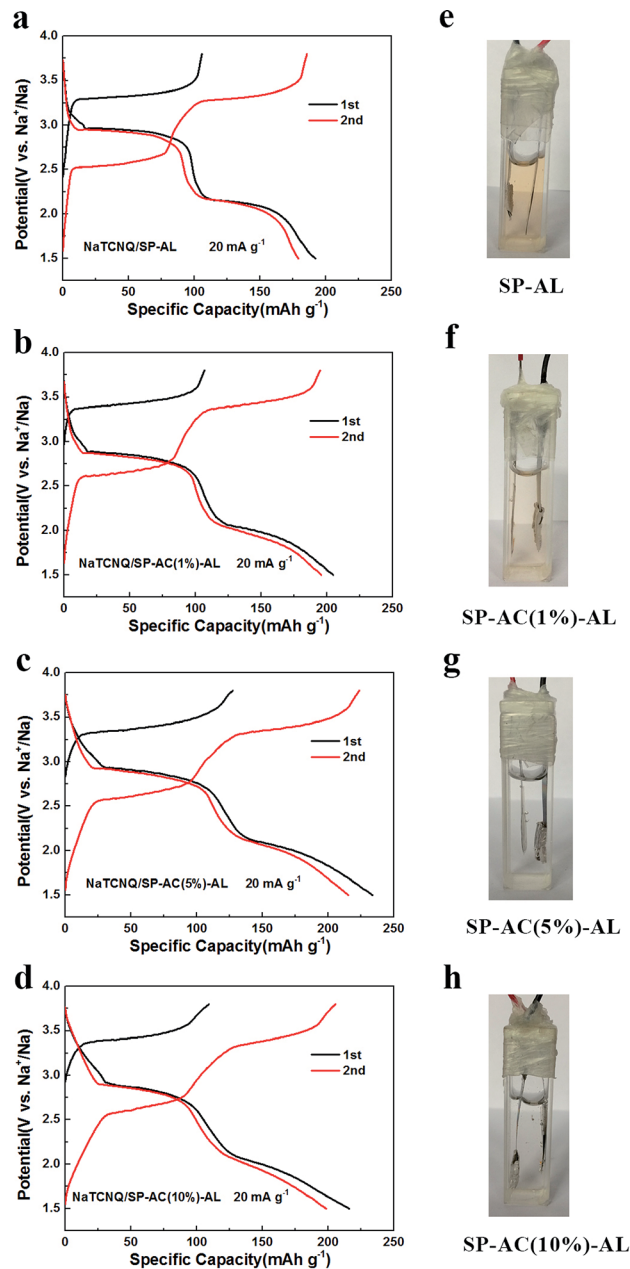 a
4.0
3.5
3.0
2.5
2.0
1.5
Potential(V vs. Na⁺/Na)
1st
2nd
NaTCNQ/SP-AL 20 mA g⁻¹
0 50 100 150 200 250
Specific Capacity(mAh g⁻¹)
e
SP-AL
b
4.0
3.5
3.0
2.5
2.0
1.5
Potential(V vs. Na⁺/Na)
1st
2nd
NaTCNQ/SP-AC(1%)-AL 20 mA g⁻¹
0 50 100 150 200 250
Specific Capacity(mAh g⁻¹)
f
SP-AC(1%)-AL
c
4.0
3.5
3.0
2.5
2.0
1.5
Potential(V vs. Na⁺/Na)
1st
2nd
NaTCNQ/SP-AC(5%)-AL 20 mA g⁻¹
0 50 100 150 200 250
Specific Capacity(mAh g⁻¹)
g
SP-AC(5%)-AL
d
4.0
3.5
3.0
2.5
2.0
1.5
Potential(V vs. Na⁺/Na)
1st
2nd
NaTCNQ/SP-AC(10%)-AL 20 mA g⁻¹
0 50 100 150 200 250
Specific Capacity(mAh g⁻¹)
h
SP-AC(10%)-AL